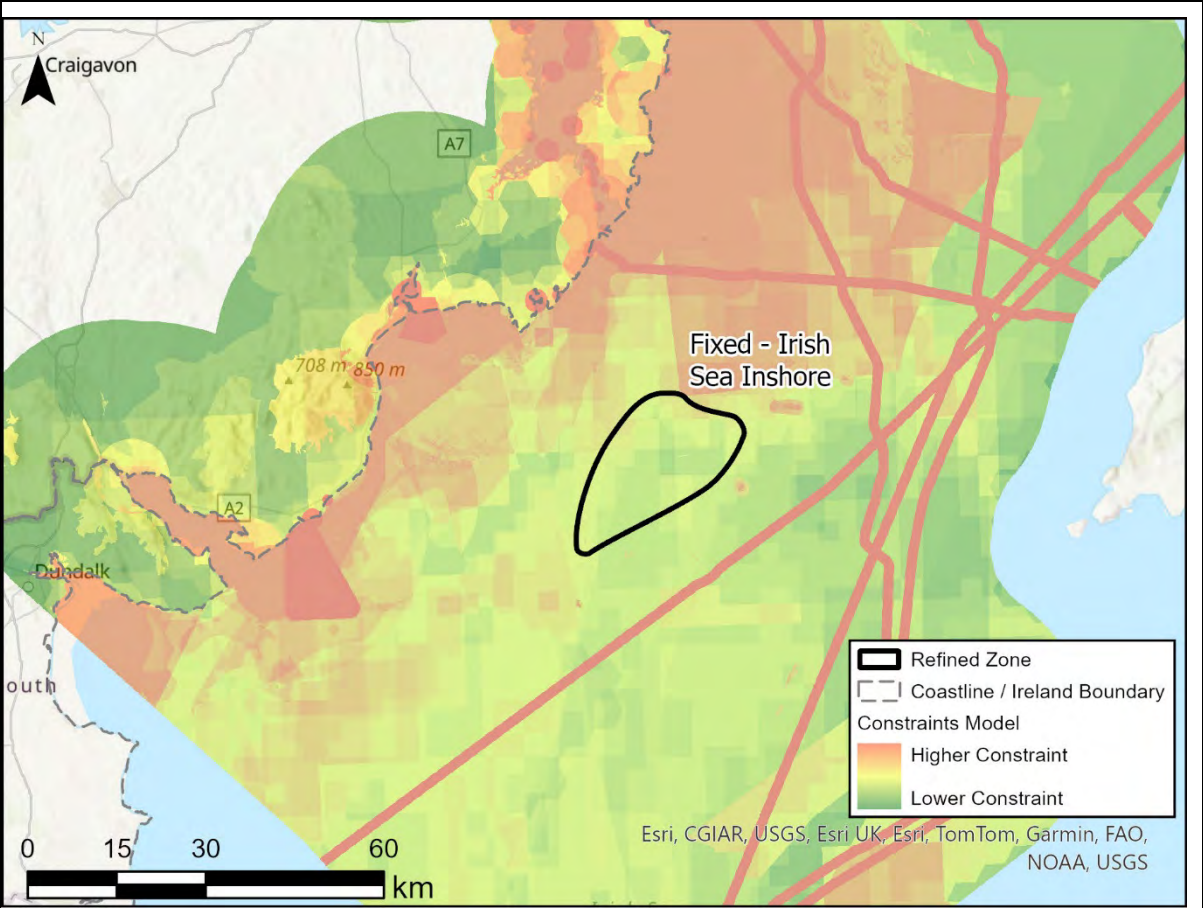 N
Craigavon
A7
Fixed - Irish
Sea Inshore
708 m
850 m
A2
Dundalk
outh
Refined Zone
Coastline / Ireland Boundary
Constraints Model
Higher Constraint
Lower Constraint
Esri, CGIAR, USGS, Esri UK, Esri, TomTom, Garmin, FAO,
NOAA, USGS
0 15 30 60
km